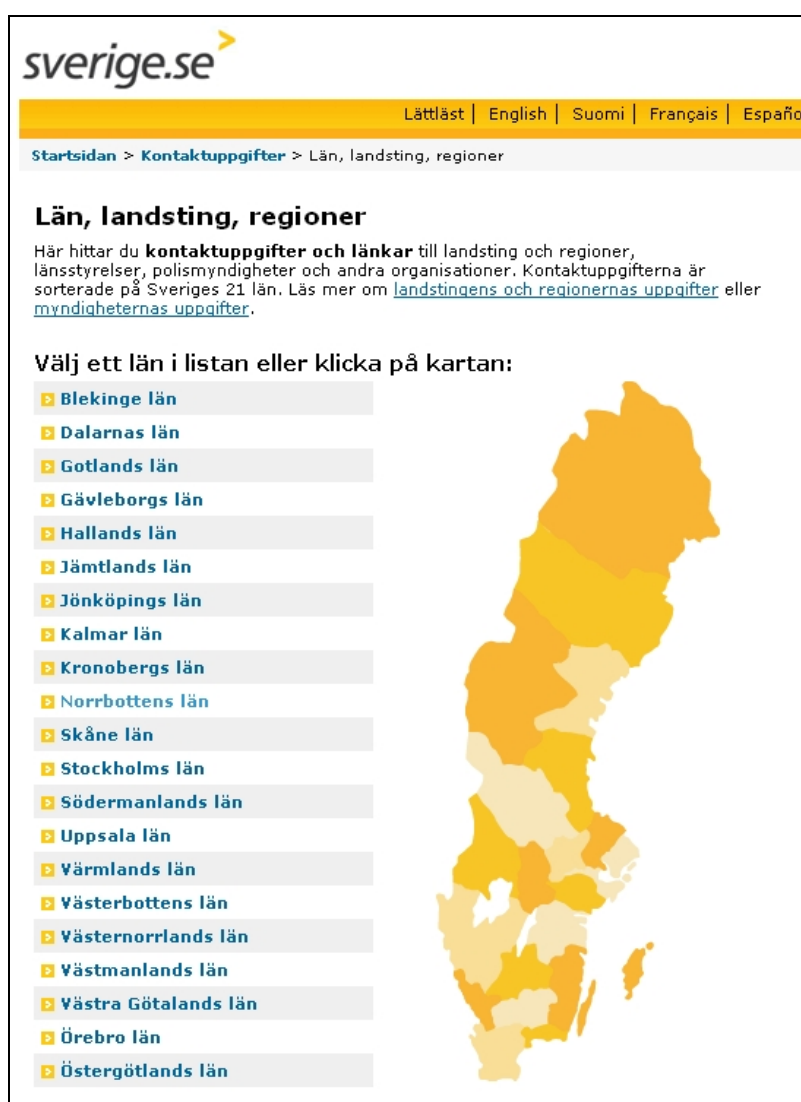 sverige.se
Lättläst | English | Suomi | Français | Españo
Startsidan > Kontaktuppgifter > Län, landsting, regioner
Län, landsting, regioner
Här hittar du kontaktuppgifter och länkar till landsting och regioner,
länsstyrelser, polismyndigheter och andra organisationer. Kontaktuppgifterna är
sorterade på Sveriges 21 län. Läs mer om landstingens och regionernas uppgifter eller
myndigheternas uppgifter.
Välj ett län i listan eller klicka på kartan:
Blekinge län
Dalarnas län
Gotlands län
Gävleborgs län
Hallands län
Jämtlands län
Jönköpings län
Kalmar län
Kronobergs län
Norrbottens län
Skåne län
Stockholms län
Södermanlands län
Uppsala län
Värmlands län
Västerbottens län
Västernorrlands län
Västmanlands län
Västra Götalands län
Örebro län
Östergötlands län